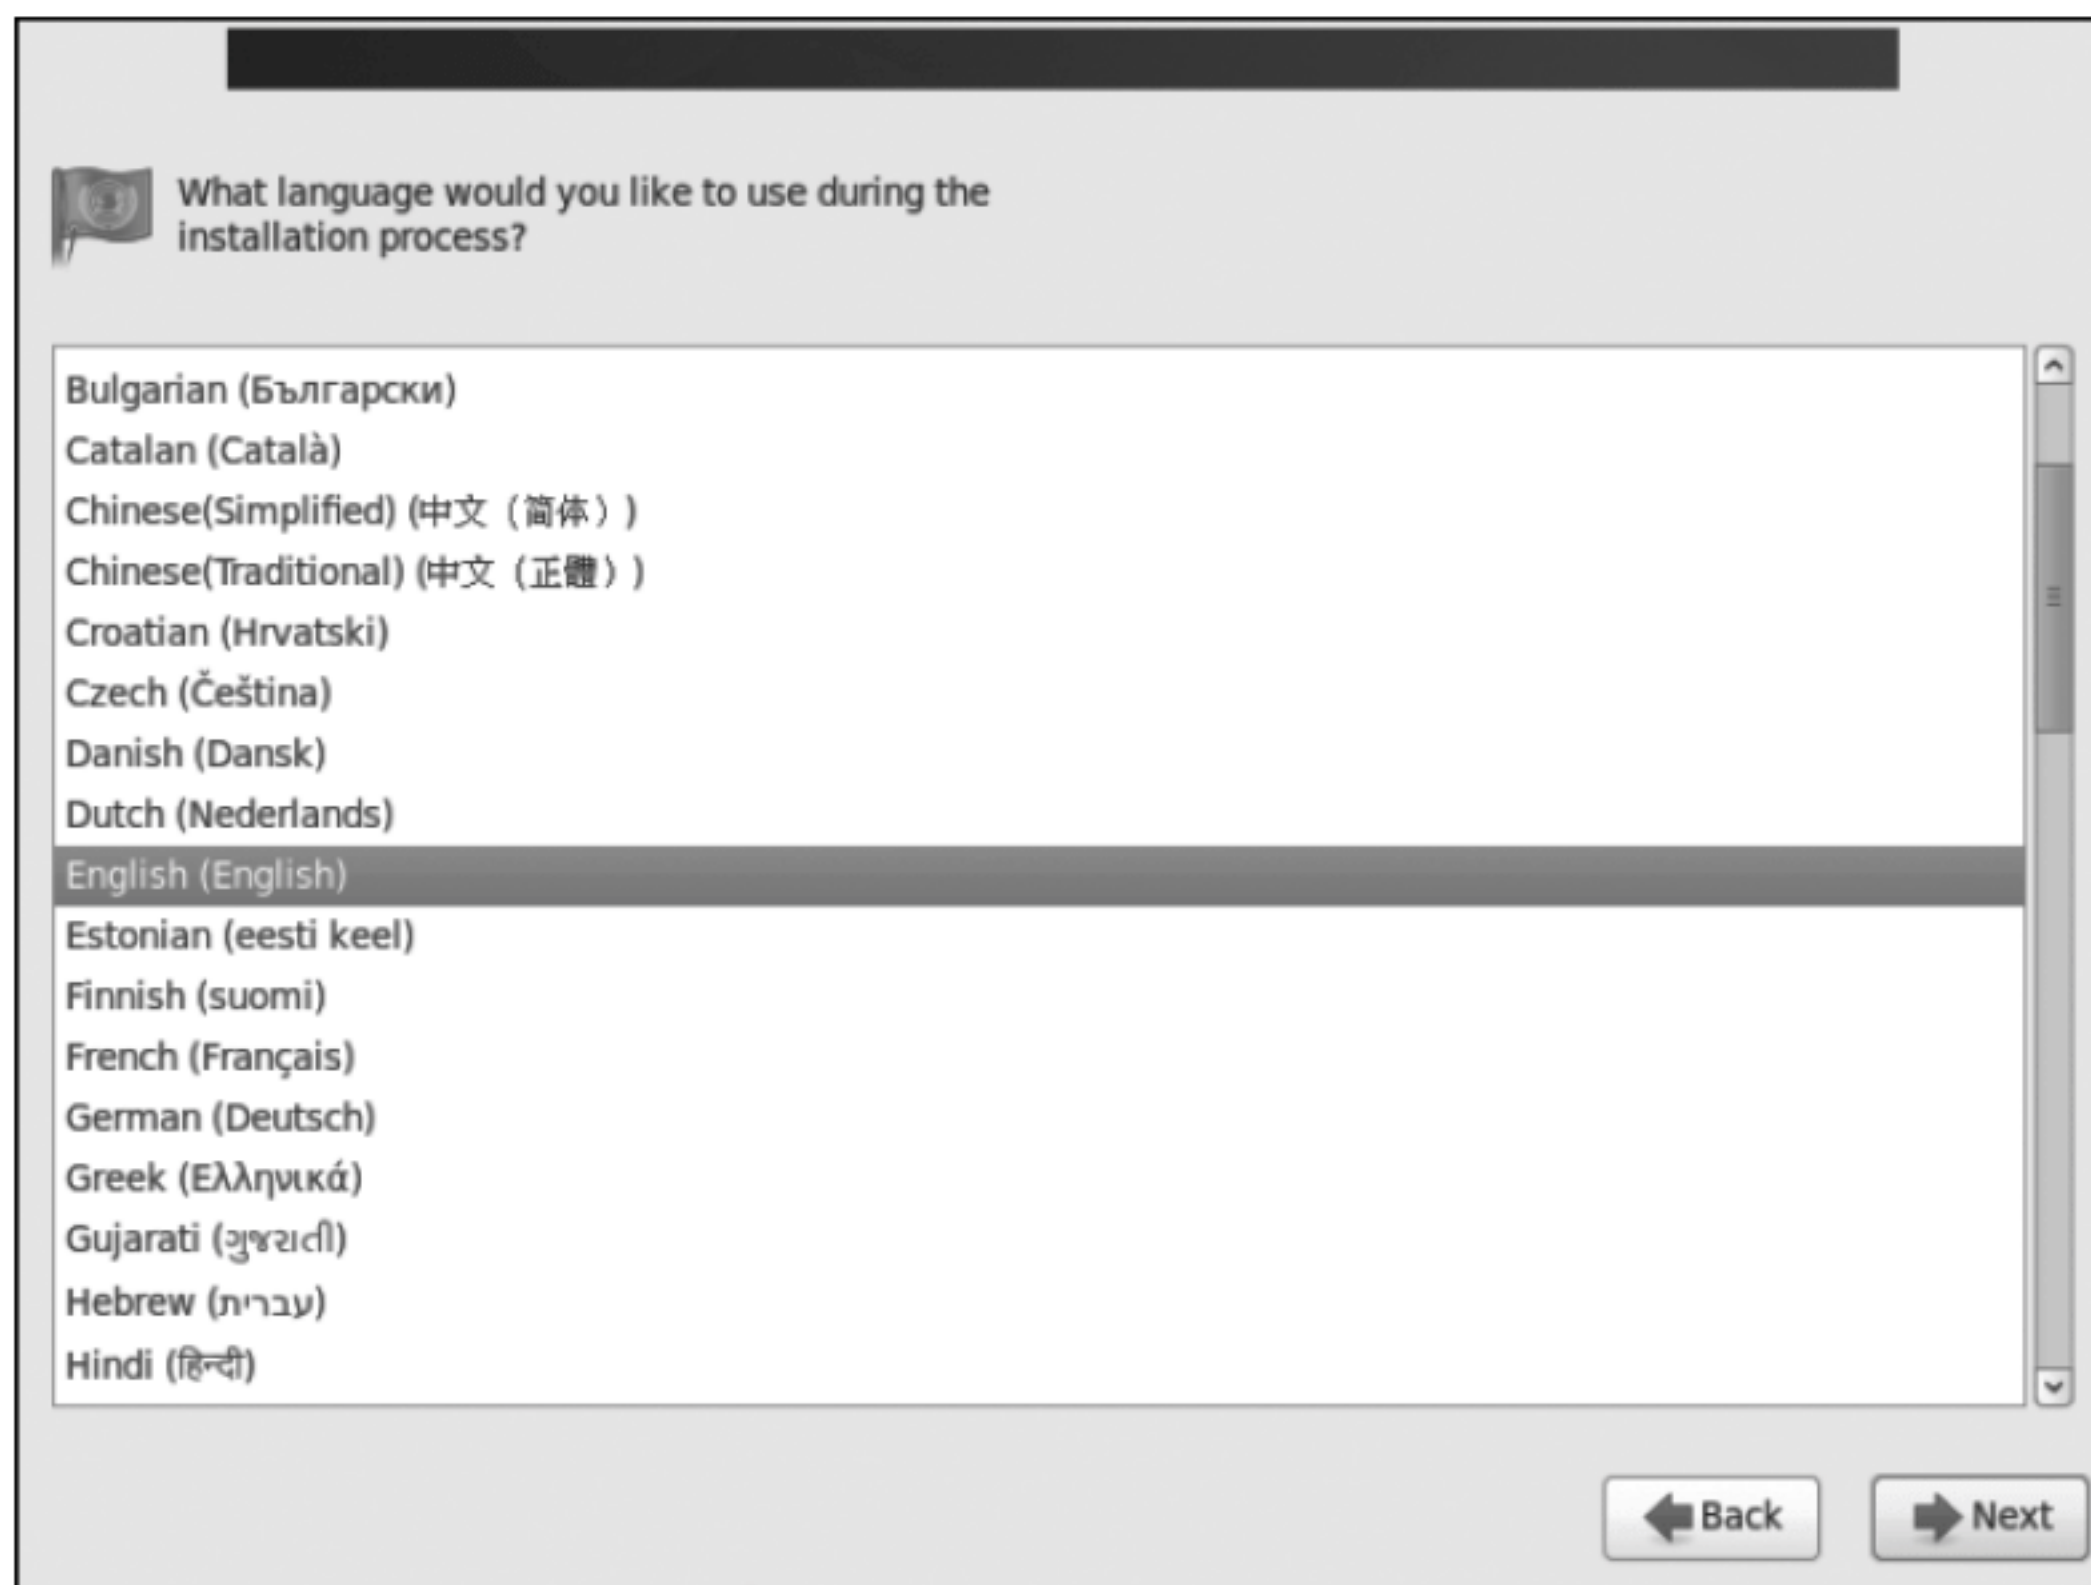 What language would you like to use during the
installation process?
Bulgarian (Български)
Catalan (Català)
Chinese(Simplified) (中文（简体）)
Chinese(Traditional) (中文（正體）)
Croatian (Hrvatski)
Czech (Čeština)
Danish (Dansk)
Dutch (Nederlands)
English (English)
Estonian (eesti keel)
Finnish (suomi)
French (Français)
German (Deutsch)
Greek (Ελληνικά)
Gujarati (ગુજરાતી)
Hebrew (עברית)
Hindi (हिन्दी)
Back Next